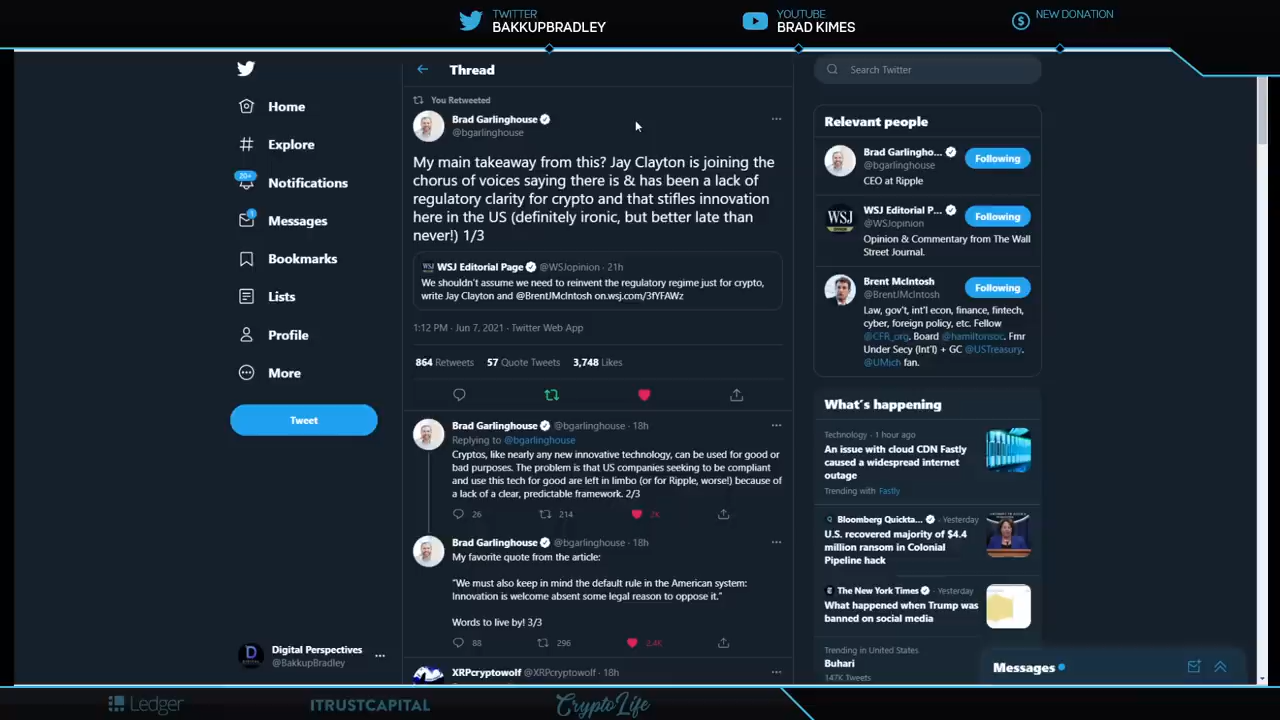 TWITTER
BAKKUPBRADLEY
YOUTUBE
BRAD KIMES
NEW DONATION
Home
Explore
20+
Notifications
1
Messages
Bookmarks
Lists
Profile
More
Tweet
Digital Perspectives
@BakkupBradley
Thread
You Retweeted
Brad Garlinghouse
@bgarlinghouse
My main takeaway from this? Jay Clayton is joining the
chorus of voices saying there is & has been a lack of
regulatory clarity for crypto and that stifles innovation
here in the US (definitely ironic, but better late than
never!) 1/3
WSJ Editorial Page @WSJopinion · 21h
We shouldn't assume we need to reinvent the regulatory regime just for crypto,
write Jay Clayton and @BrentJMcIntosh on.wsj.com/3fYFAWz
1:12 PM · Jun 7, 2021 · Twitter Web App
864 Retweets 57 Quote Tweets 3,748 Likes
Brad Garlinghouse @bgarlinghouse · 18h
Replying to @bgarlinghouse
Cryptos, like nearly any new innovative technology, can be used for good or
bad purposes. The problem is that US companies seeking to be compliant
and use this tech for good are left in limbo (or for Ripple, worse!) because of
a lack of a clear, predictable framework. 2/3
26 214 2K
Brad Garlinghouse @bgarlinghouse · 18h
My favorite quote from the article:
"We must also keep in mind the default rule in the American system:
Innovation is welcome absent some legal reason to oppose it."
Words to live by! 3/3
88 296 2.4K
XRPcryptowolf @XRPcryptowolf · 18h
Search Twitter
Relevant people
Brad Garlingho...
@bgarlinghouse
Following
CEO at Ripple
WSJ
WSJ Editorial P...
@WSJopinion
Following
Opinion & Commentary from The Wall
Street Journal.
Brent McIntosh
@BrentJMcIntosh
Following
Law, gov't, int'l econ, finance, fintech,
cyber, foreign policy, etc. Fellow
@CFR_org. Board @hamiltonsoc. Fmr
Under Secy (Int'l) + GC @USTreasury.
@UMich fan.
What's happening
Technology · 1 hour ago
An issue with cloud CDN Fastly
caused a widespread internet
outage
Trending with Fastly
Bloomberg Quickta... · Yesterday
U.S. recovered majority of $4.4
million ransom in Colonial
Pipeline hack
The New York Times · Yesterday
What happened when Trump was
banned on social media
Trending in United States
Buhari
147K Tweets
Messages
Ledger
ITRUSTCAPITAL
CRYPTOLIFE